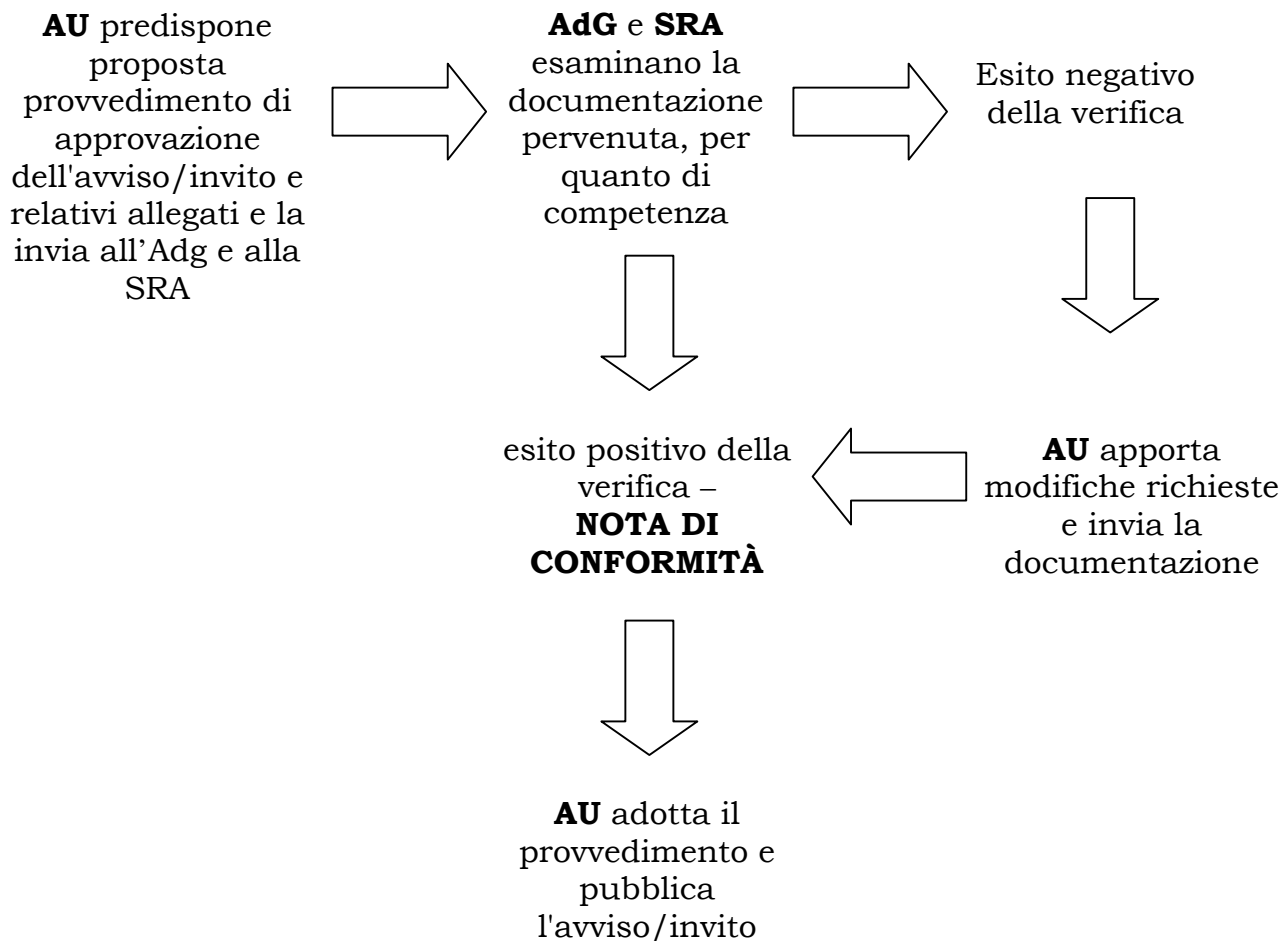 AU predispone
proposta
provvedimento di
approvazione
dell'avviso/invito e
relativi allegati e la
invia all’Adg e alla
SRA
AdG e SRA
esaminano la
documentazione
pervenuta, per
quanto di
competenza
Esito negativo
della verifica
esito positivo della
verifica –
NOTA DI
CONFORMITÀ
AU apporta
modifiche richieste
e invia la
documentazione
AU adotta il
provvedimento e
pubblica
l'avviso/invito